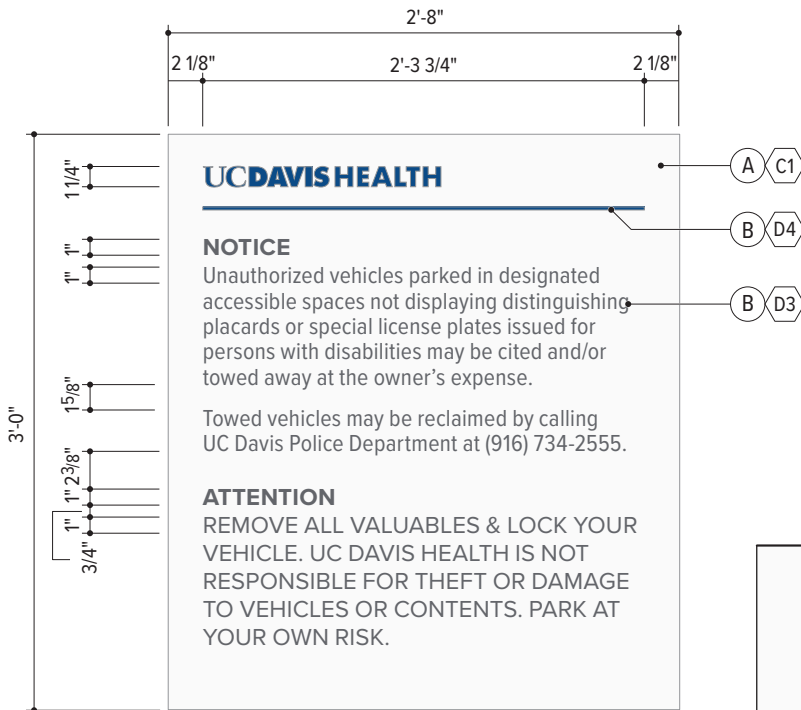 2'-8"
2 1/8" 2'-3 3/4" 2 1/8"
3'-0"
1 1/4"
1"
1"
1 5/8"
2 3/8"
1"
1"
3/4"
UCDAVIS HEALTH
A C1
B D4
B D3
NOTICE
Unauthorized vehicles parked in designated
accessible spaces not displaying distinguishing
placards or special license plates issued for
persons with disabilities may be cited and/or
towed away at the owner's expense.
Towed vehicles may be reclaimed by calling
UC Davis Police Department at (916) 734-2555.
ATTENTION
REMOVE ALL VALUABLES & LOCK YOUR
VEHICLE. UC DAVIS HEALTH IS NOT
RESPONSIBLE FOR THEFT OR DAMAGE
TO VEHICLES OR CONTENTS. PARK AT
YOUR OWN RISK.